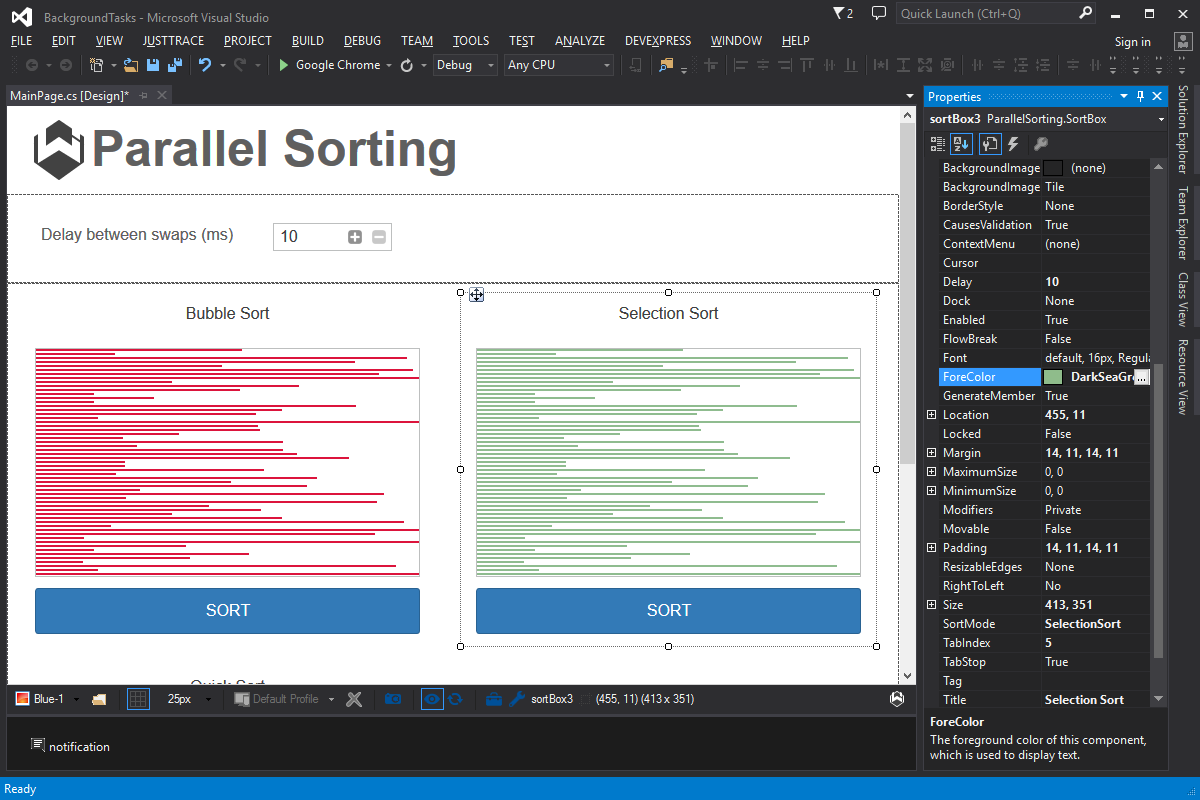 BackgroundTasks - Microsoft Visual Studio
2
Quick Launch (Ctrl+Q)
FILE EDIT VIEW JUSTTRACE PROJECT BUILD DEBUG TEAM TOOLS TEST ANALYZE DEVEXPRESS WINDOW HELP
Sign in
Google Chrome Debug Any CPU
MainPage.cs [Design]*
Parallel Sorting
Delay between swaps (ms) 10
Bubble Sort
Selection Sort
SORT
SORT
Quick Sort
Blue-1 25px Default Profile sortBox3 (455, 11) (413 x 351)
notification
Properties
sortBox3 ParallelSorting.SortBox
BackgroundImage (none)
BackgroundImage Tile
BorderStyle None
CausesValidation True
ContextMenu (none)
Cursor
Delay 10
Dock None
Enabled True
FlowBreak False
Font default, 16px, Regula
ForeColor DarkSeaGr...
GenerateMember True
Location 455, 11
Locked False
Margin 14, 11, 14, 11
MaximumSize 0, 0
MinimumSize 0, 0
Modifiers Private
Movable False
Padding 14, 11, 14, 11
ResizableEdges None
RightToLeft No
Size 413, 351
SortMode SelectionSort
TabIndex 5
TabStop True
Tag
Title Selection Sort
ForeColor
The foreground color of this component,
which is used to display text.
Solution Explorer
Team Explorer
Class View
Resource View
Ready